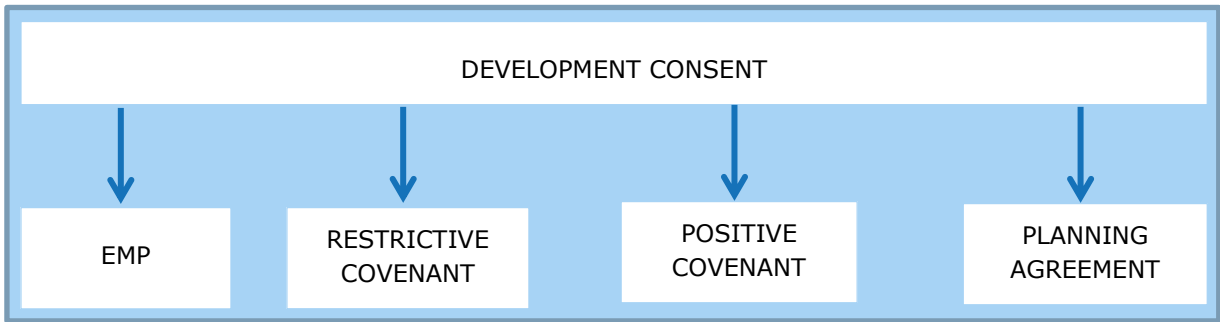 DEVELOPMENT CONSENT
EMP
RESTRICTIVE
COVENANT
POSITIVE
COVENANT
PLANNING
AGREEMENT